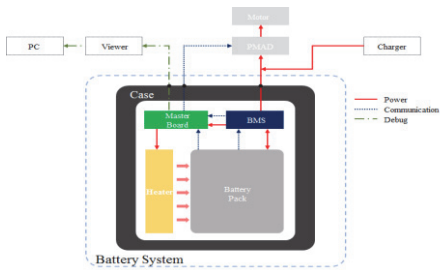 Motor
PC
Viewer
PMAD
Charger
Case
Master
Board
BMS
Power
Communication
Debug
Heater
Battery
Pack
Battery System